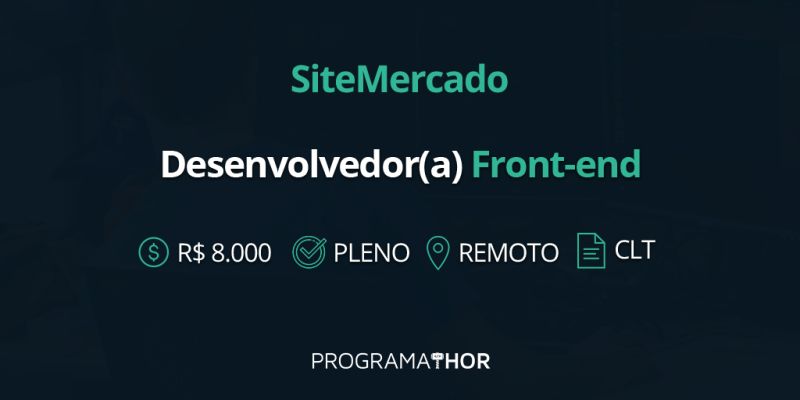 SiteMercado
Desenvolvedor(a) Front-end
R$ 8.000 PLENO REMOTO CLT
PROGRAMATHOR